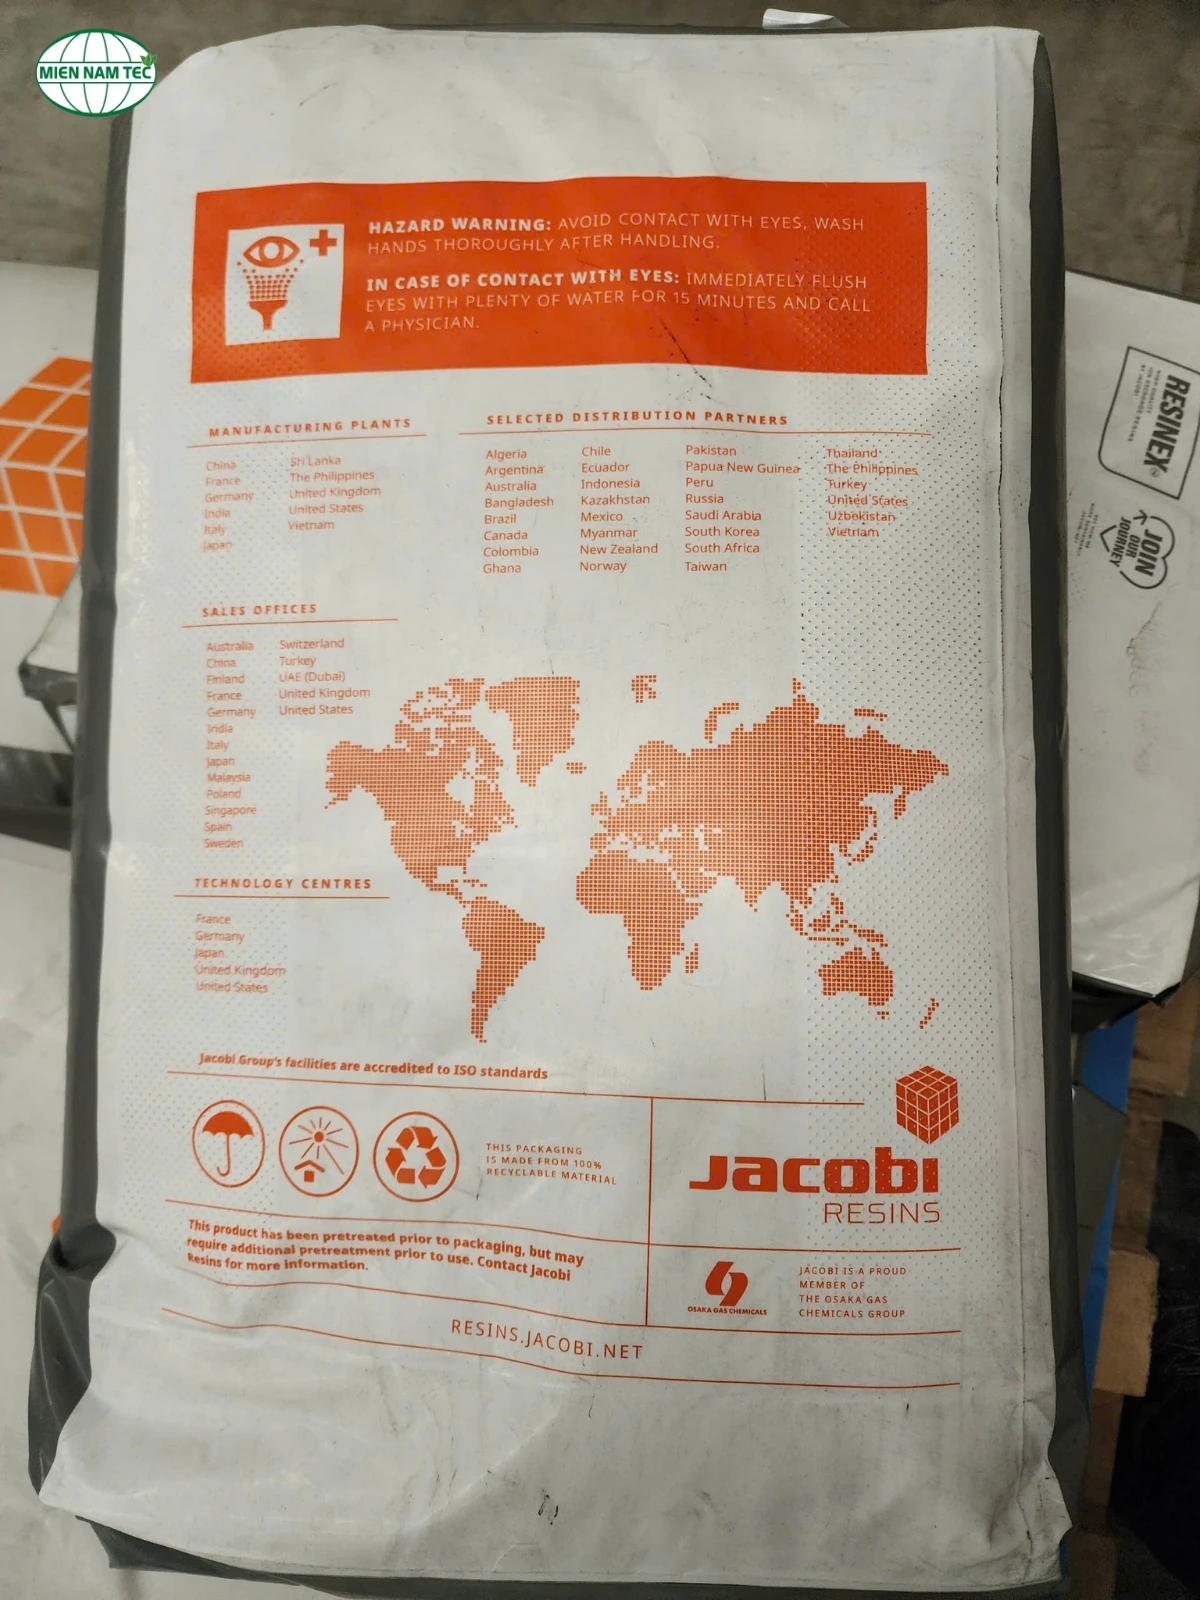 MIEN NAM TEC
HAZARD WARNING: AVOID CONTACT WITH EYES, WASH
HANDS THOROUGHLY AFTER HANDLING.
IN CASE OF CONTACT WITH EYES: IMMEDIATELY FLUSH
EYES WITH PLENTY OF WATER FOR 15 MINUTES AND CALL
A PHYSICIAN.
MANUFACTURING PLANTS
China
France
Germany
India
Italy
Japan
Sri Lanka
The Philippines
United Kingdom
United States
Vietnam
SELECTED DISTRIBUTION PARTNERS
Algeria
Argentina
Australia
Bangladesh
Brazil
Canada
Colombia
Ghana
Chile
Ecuador
Indonesia
Kazakhstan
Mexico
Myanmar
New Zealand
Norway
Pakistan
Papua New Guinea
Peru
Russia
Saudi Arabia
South Korea
South Africa
Taiwan
Thailand
The Philippines
Turkey
United States
Uzbekistan
Vietnam
SALES OFFICES
Australia
China
Finland
France
Germany
India
Italy
Japan
Malaysia
Poland
Singapore
Spain
Sweden
Switzerland
Turkey
UAE (Dubai)
United Kingdom
United States
TECHNOLOGY CENTRES
France
Germany
Japan
United Kingdom
United States
Jacobi Group's facilities are accredited to ISO standards
THIS PACKAGING
IS MADE FROM 100%
RECYCLABLE MATERIAL
Jacobi
RESINS
This product has been pretreated prior to packaging, but may
require additional pretreatment prior to use. Contact Jacobi
Resins for more information.
OSAKA GAS CHEMICALS
JACOBI IS A PROUD
MEMBER OF
THE OSAKA GAS
CHEMICALS GROUP
RESINS.JACOBI.NET
RESINEX
JOIN
OUR
JOURNEY